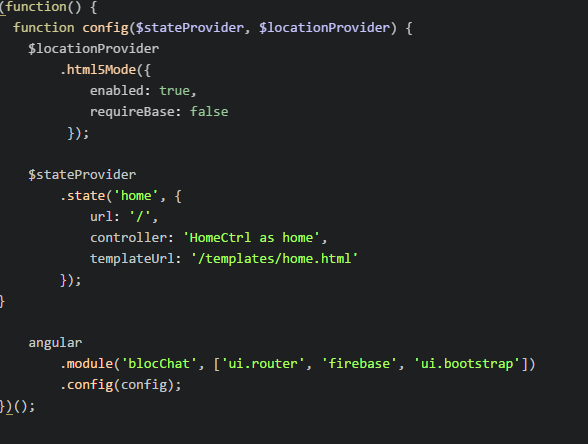 (function() {
  function config($stateProvider, $locationProvider) {
    $locationProvider
        .html5Mode({
            enabled: true,
            requireBase: false
         });

    $stateProvider
        .state('home', {
            url: '/',
            controller: 'HomeCtrl as home',
            templateUrl: '/templates/home.html'
        });
}

    angular
        .module('blocChat', ['ui.router', 'firebase', 'ui.bootstrap'])
        .config(config);
})();